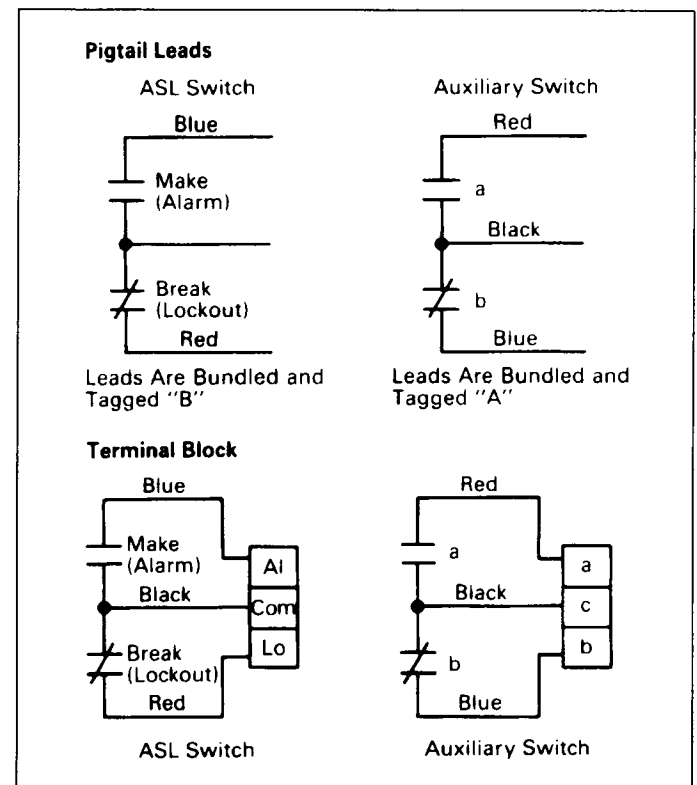 Pigtail Leads
ASL Switch
Blue
Make
(Alarm)
Break
(Lockout)
Red
Leads Are Bundled and
Tagged "B"
Auxiliary Switch
Red
a
Black
b
Blue
Leads Are Bundled and
Tagged "A"
Terminal Block
Blue
Make
(Alarm)
Black
Break
(Lockout)
Red
Al
Com
Lo
ASL Switch
Red
a
Black
b
Blue
a
c
b
Auxiliary Switch